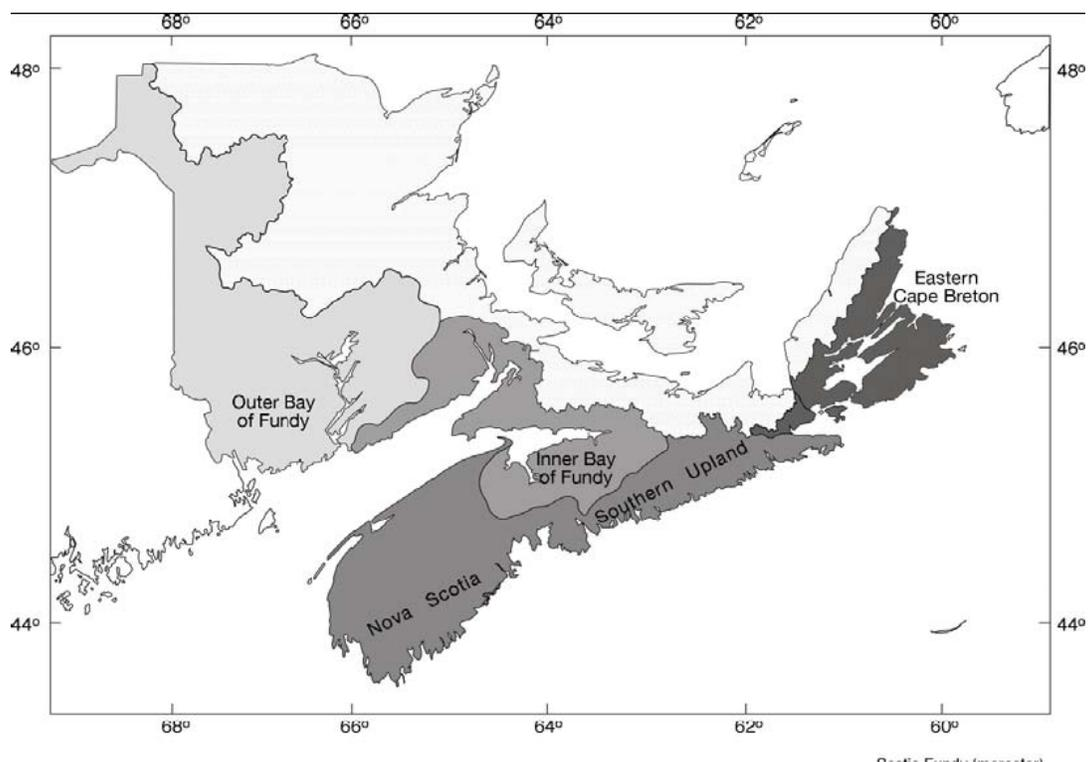 68º 66º 64º 62º 60º
48º 48º
Eastern
Cape Breton
46º 46º
Outer Bay
of Fundy
Inner Bay
of Fundy
Southern Upland
Nova Scotia
44º 44º
68º 66º 64º 62º 60º